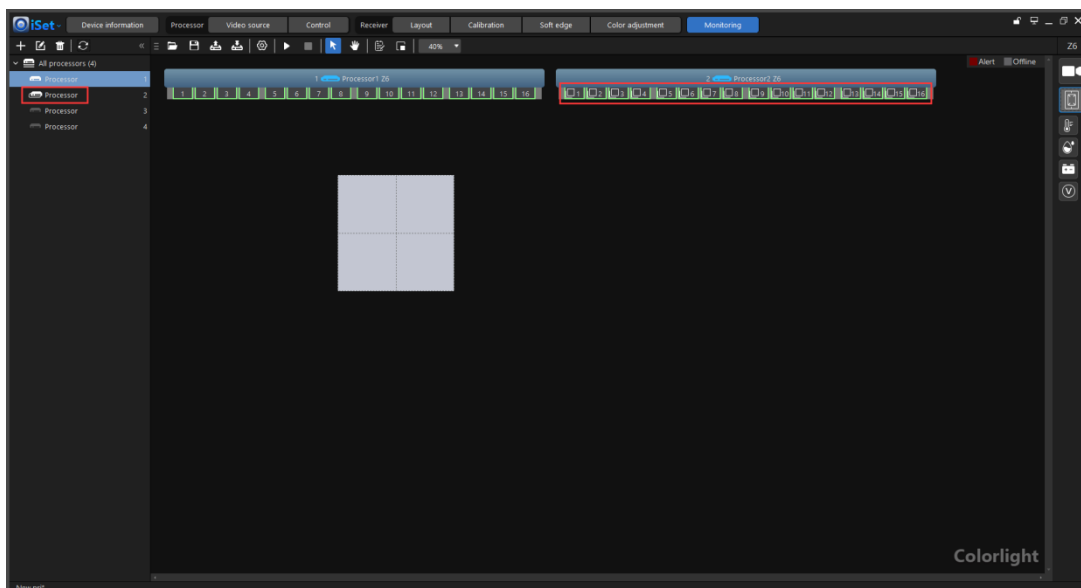 iSet Device information Processor Video source Control Receiver Layout Calibration Soft edge Color adjustment Monitoring
40% Z6
All processors (4) Alert Offline
Processor 1
Processor 2
Processor 3
Processor 4
1 Processor1 Z6 2 Processor2 Z6
1 2 3 4 5 6 7 8 9 10 11 12 13 14 15 16 1 2 3 4 5 6 7 8 9 10 11 12 13 14 15 16
V
Colorlight